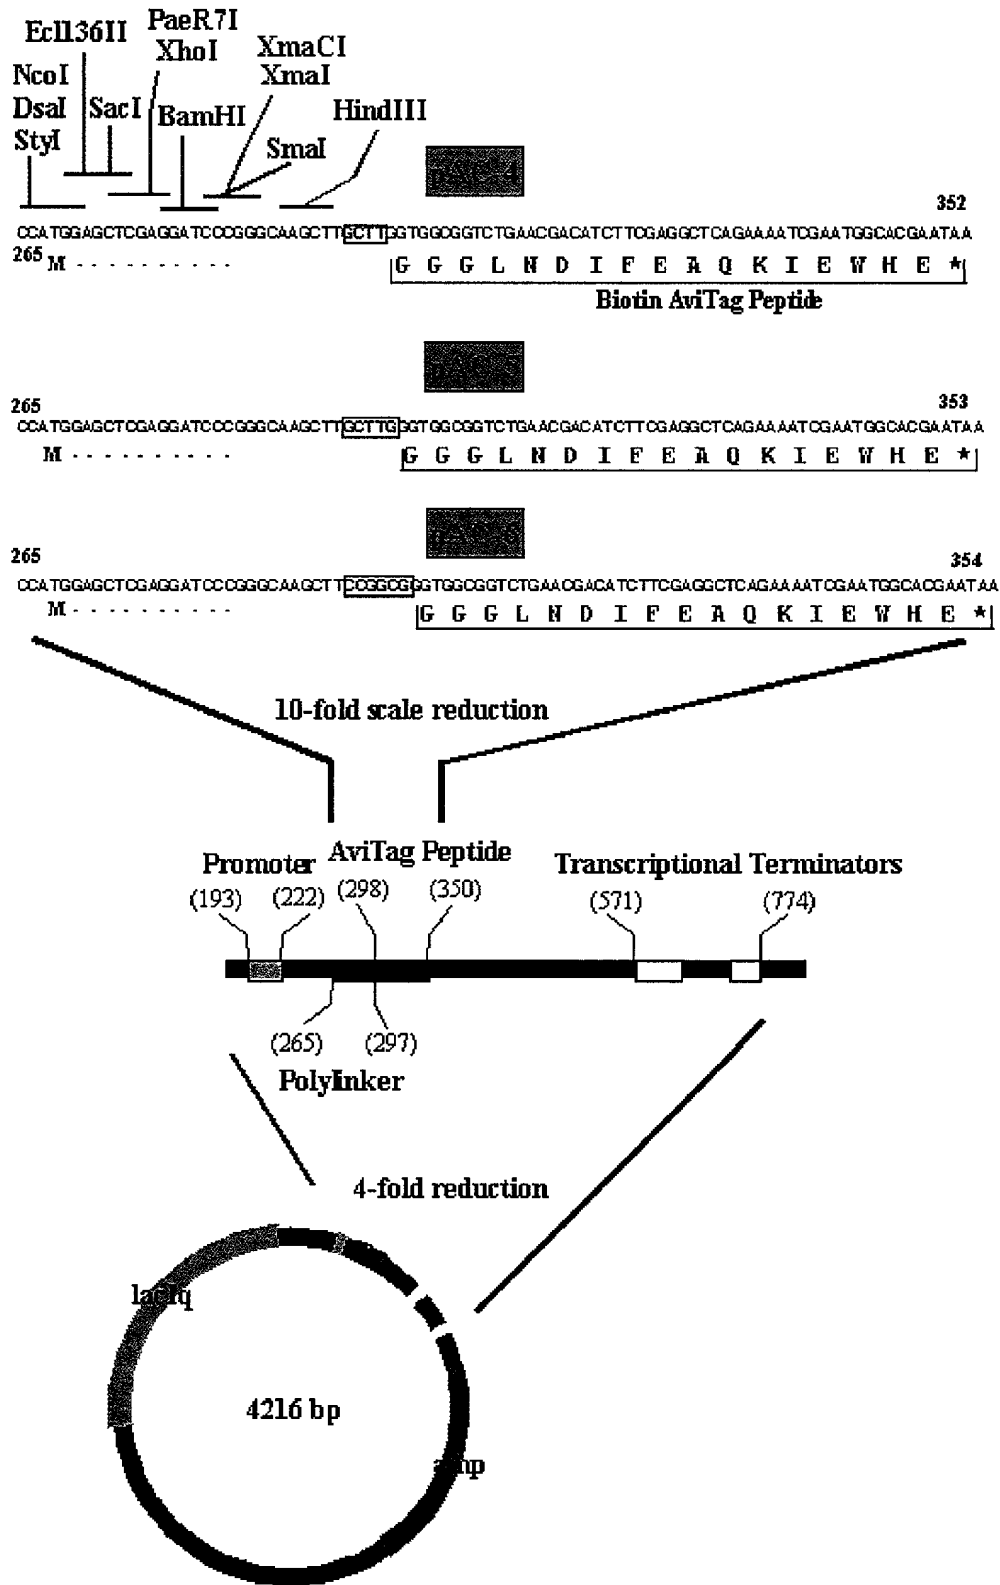 Ecl136II
PaeR7I
XhoI
XmaCI
XmaI
NcoI
DsaI
StyI
SacI
BamHI
HindIII
SmaI
352
CCATGGAGCTCGAGGATCCCGGGCAAGCTTGCTTGGTGGCGGTCTGAACGACATCTTCGAGGCTCAGAAAATCGAATGGCACGAATAA
265 M - - - - - - - - - -
G G G L N D I F E A Q K I E W H E *
Biotin AviTag Peptide
265
353
CCATGGAGCTCGAGGATCCCGGGCAAGCTTGCTTGGGTGGCGGTCTGAACGACATCTTCGAGGCTCAGAAAATCGAATGGCACGAATAA
M - - - - - - - - - -
G G G L N D I F E A Q K I E W H E *
265
354
CCATGGAGCTCGAGGATCCCGGGCAAGCTTCCGGCGGGTGGCGGTCTGAACGACATCTTCGAGGCTCAGAAAATCGAATGGCACGAATAA
M - - - - - - - - - -
G G G L N D I F E A Q K I E W H E *
10-fold scale reduction
Promoter
AviTag Peptide
Transcriptional Terminators
(193) (222) (298) (350) (571) (774)
(265) (297)
Polylinker
4-fold reduction
lacIq
4216 bp
amp